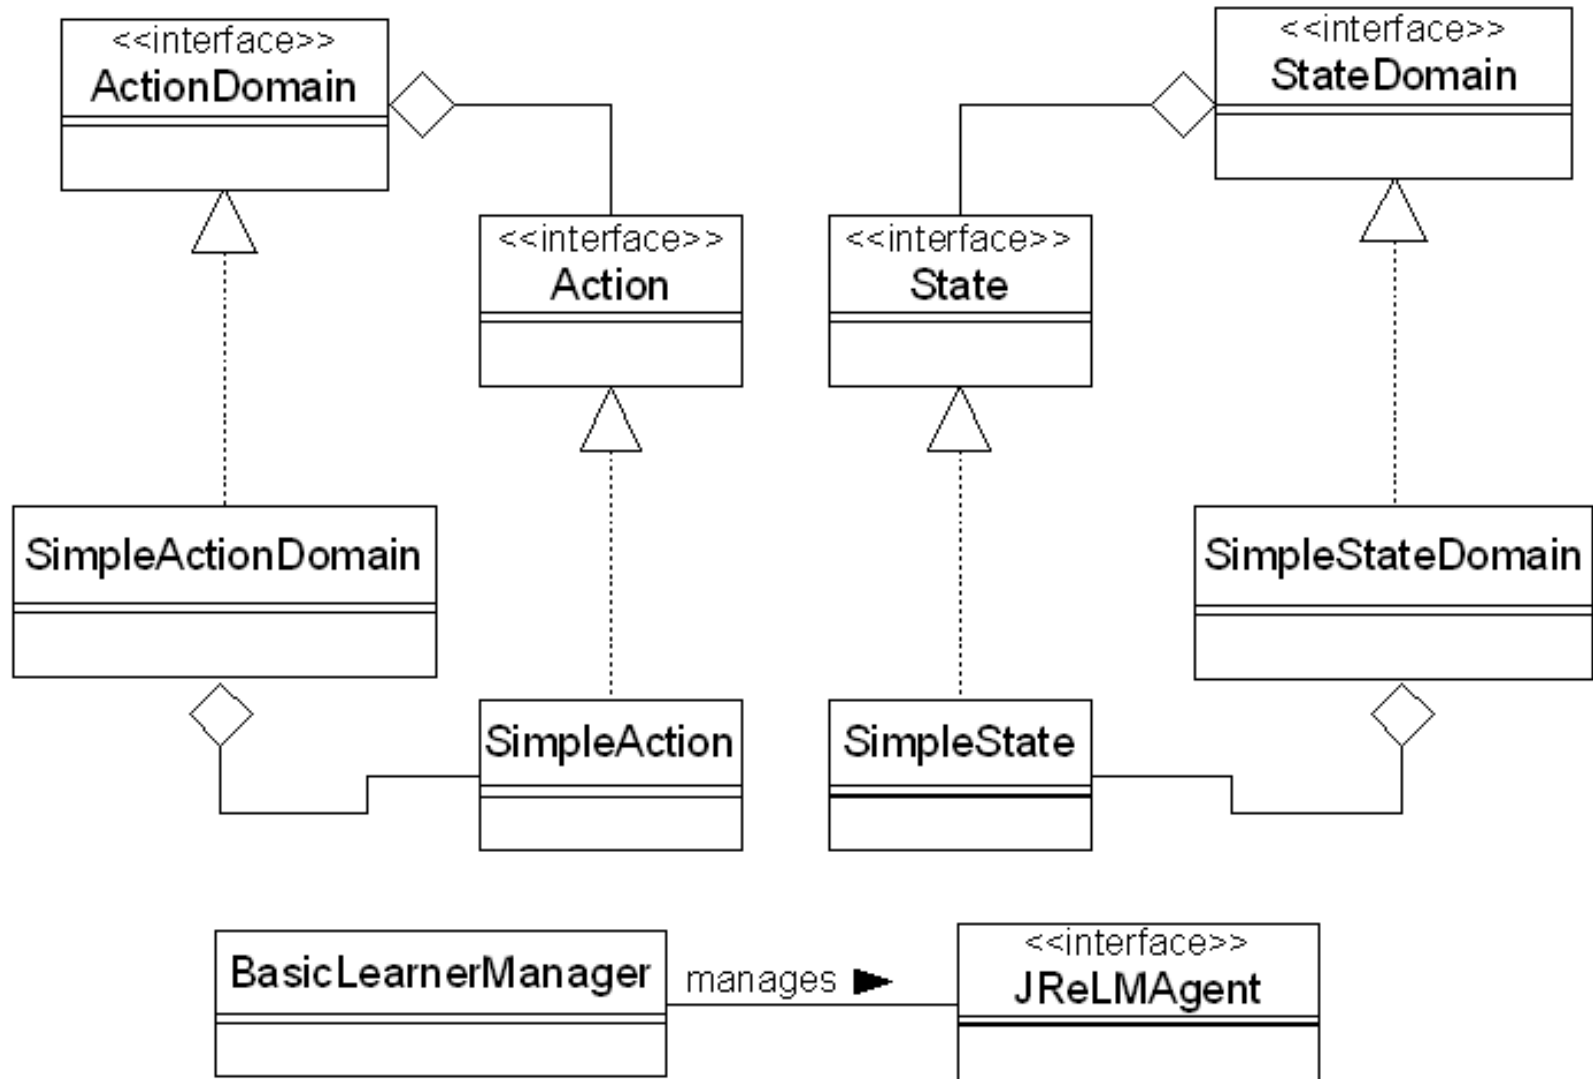 <<interface>>
ActionDomain
<<interface>>
StateDomain
<<interface>>
Action
<<interface>>
State
SimpleActionDomain
SimpleStateDomain
SimpleAction
SimpleState
BasicLearnerManager
manages
<<interface>>
JReLMAgent